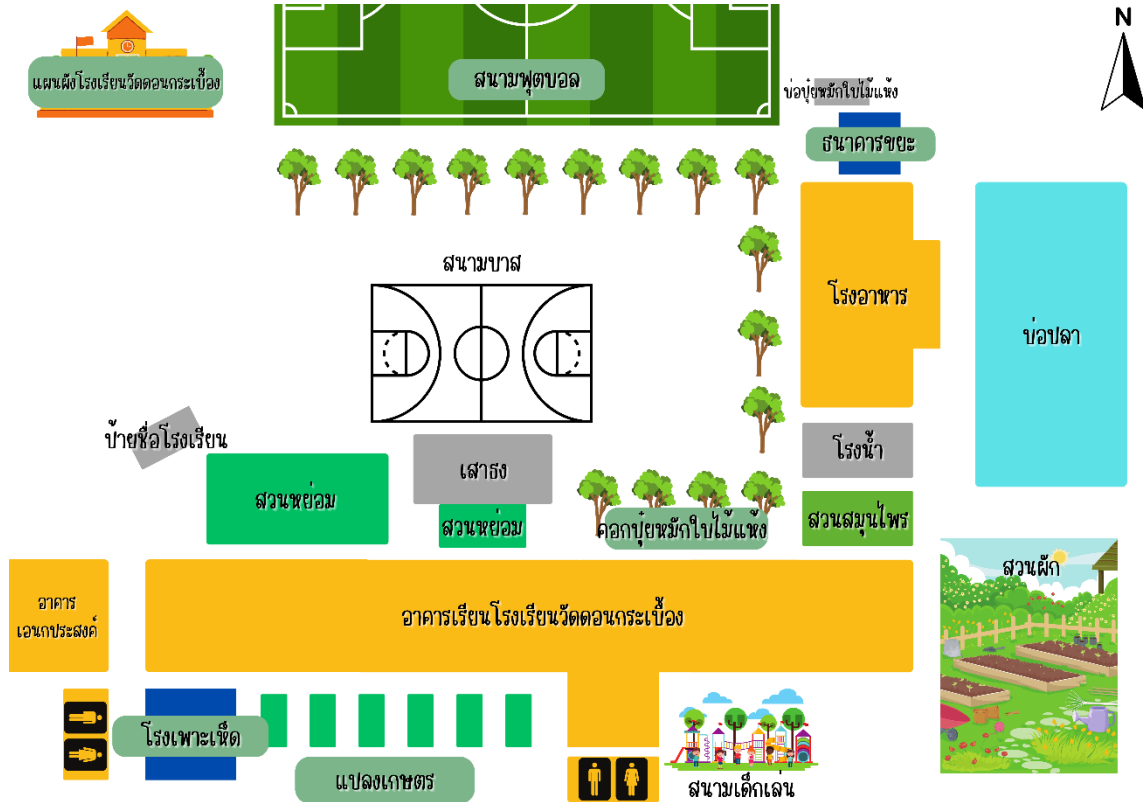 N
แผนผังโรงเรียนวัดดอนกระเบื้อง
สนามฟุตบอล
บ่อปุ๋ยหมักใบไม้แห้ง
ธนาคารขยะ
สนามบาส
โรงอาหาร
บ่อปลา
ป้ายชื่อโรงเรียน
เสาธง
โรงน้ำ
สวนหย่อม
สวนหย่อม
คอกปุ๋ยหมักใบไม้แห้ง
สวนสมุนไพร
สวนผัก
อาคาร
เอนกประสงค์
อาคารเรียนโรงเรียนวัดดอนกระเบื้อง
โรงเพาะเห็ด
แปลงเกษตร
สนามเด็กเล่น